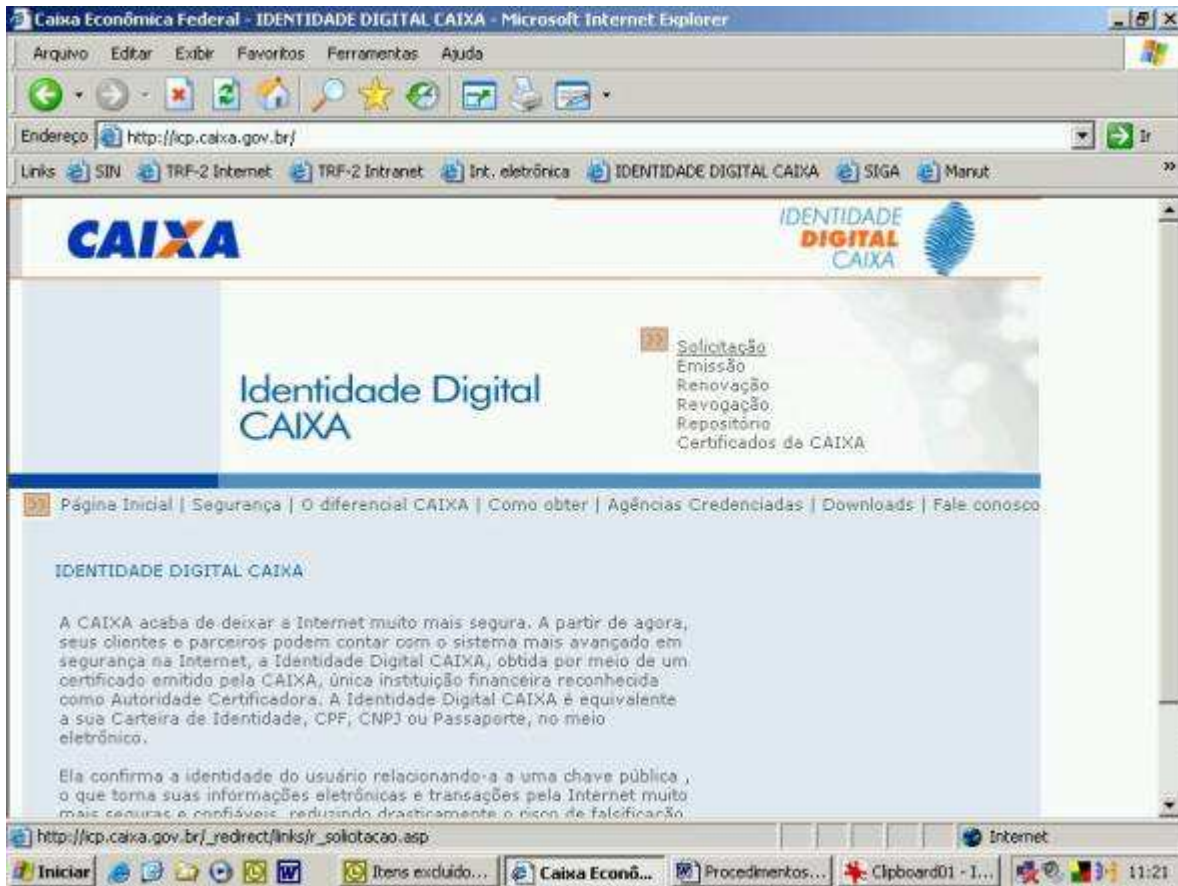 Caixa Econômica Federal - IDENTIDADE DIGITAL CAIXA - Microsoft Internet Explorer
Arquivo Editar Exibir Favoritos Ferramentas Ajuda
Endereço http://icp.caixa.gov.br/ Ir
Links SIN TRF-2 Internet TRF-2 Intranet Int. eletrônica IDENTIDADE DIGITAL CAIXA SIGA Manut »
CAIXA
IDENTIDADE
DIGITAL
CAIXA
Identidade Digital
CAIXA
Solicitação
Emissão
Renovação
Revogação
Repositório
Certificados da CAIXA
Página Inicial | Segurança | O diferencial CAIXA | Como obter | Agências Credenciadas | Downloads | Fale conosco
IDENTIDADE DIGITAL CAIXA
A CAIXA acaba de deixar a Internet muito mais segura. A partir de agora,
seus clientes e parceiros podem contar com o sistema mais avançado em
segurança na Internet, a Identidade Digital CAIXA, obtida por meio de um
certificado emitido pela CAIXA, única instituição financeira reconhecida
como Autoridade Certificadora. A Identidade Digital CAIXA é equivalente
a sua Carteira de Identidade, CPF, CNPJ ou Passaporte, no meio
eletrônico.
Ela confirma a identidade do usuário relacionando-a a uma chave pública ,
o que torna suas informações eletrônicas e transações pela Internet muito
mais seguras e confiáveis, reduzindo drasticamente o risco de falsificação
http://icp.caixa.gov.br/_redirect/links/r_solicitacao.asp Internet
Iniciar Itens excluído... Caixa Econô... Procedimentos... Clipboard01 - I... 11:21